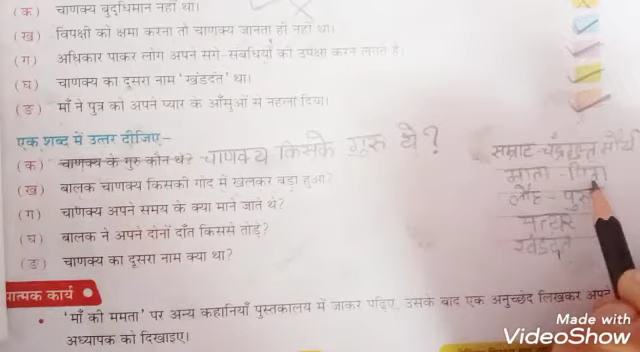 (क) चाणक्य बुद्धिमान नहीं था।
(ख) विपक्षी को क्षमा करना तो चाणक्य जानता ही नहीं था।
(ग) अधिकार पाकर लोग अपने सगे-संबंधियों की उपेक्षा करने लगते हैं।
(घ) चाणक्य का दूसरा नाम 'खंडदंत' था।
(ङ) माँ ने पुत्र को अपने प्यार के आँसुओं से नहला दिया।
एक शब्द में उत्तर दीजिए–
(क) चाणक्य के गुरु कौन थे? चाणक्य किसके गुरु थे? सम्राट-चंद्रगुप्त मौर्य
(ख) बालक चाणक्य किसकी गोद में खेलकर बड़ा हुआ? माता-पिता
(ग) चाणक्य अपने समय के क्या माने जाते थे? लौह-पुरु
(घ) बालक ने अपने दोनों दाँत किससे तोड़े? पत्थर
(ङ) चाणक्य का दूसरा नाम क्या था? खंडदंत
ात्मक कार्य
• 'माँ की ममता' पर अन्य कहानियाँ पुस्तकालय में जाकर पढ़िए, उसके बाद एक अनुच्छेद लिखकर अपने
अध्यापक को दिखाइए।
Made with
VideoShow